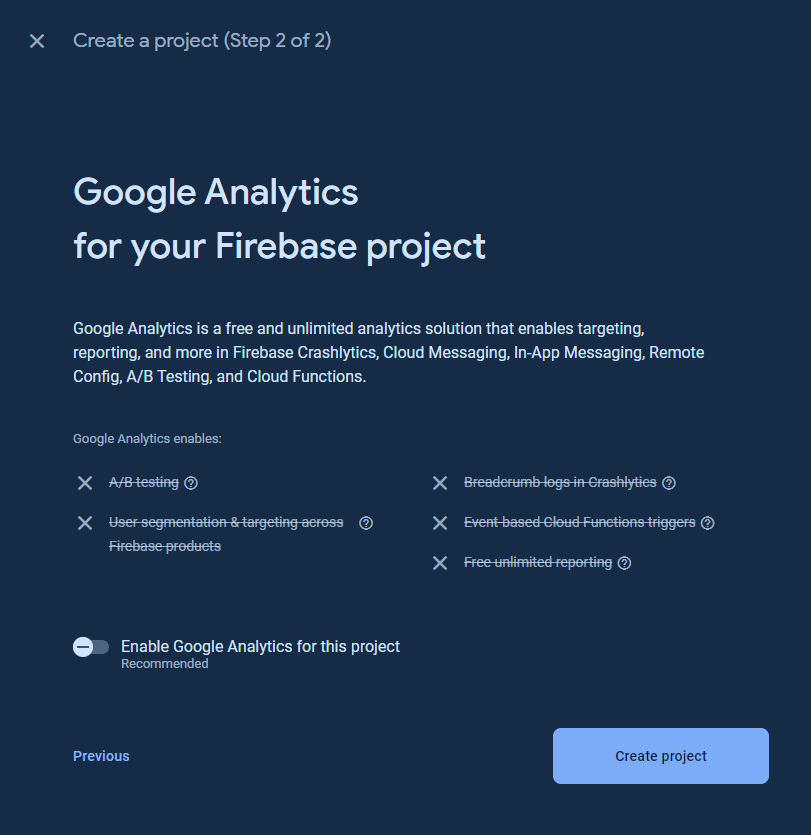 Create a project (Step 2 of 2)
Google Analytics
for your Firebase project
Google Analytics is a free and unlimited analytics solution that enables targeting,
reporting, and more in Firebase Crashlytics, Cloud Messaging, In-App Messaging, Remote
Config, A/B Testing, and Cloud Functions.
Google Analytics enables:
A/B testing
User segmentation & targeting across
Firebase products
Breadcrumb logs in Crashlytics
Event-based Cloud Functions triggers
Free unlimited reporting
Enable Google Analytics for this project
Recommended
Previous
Create project